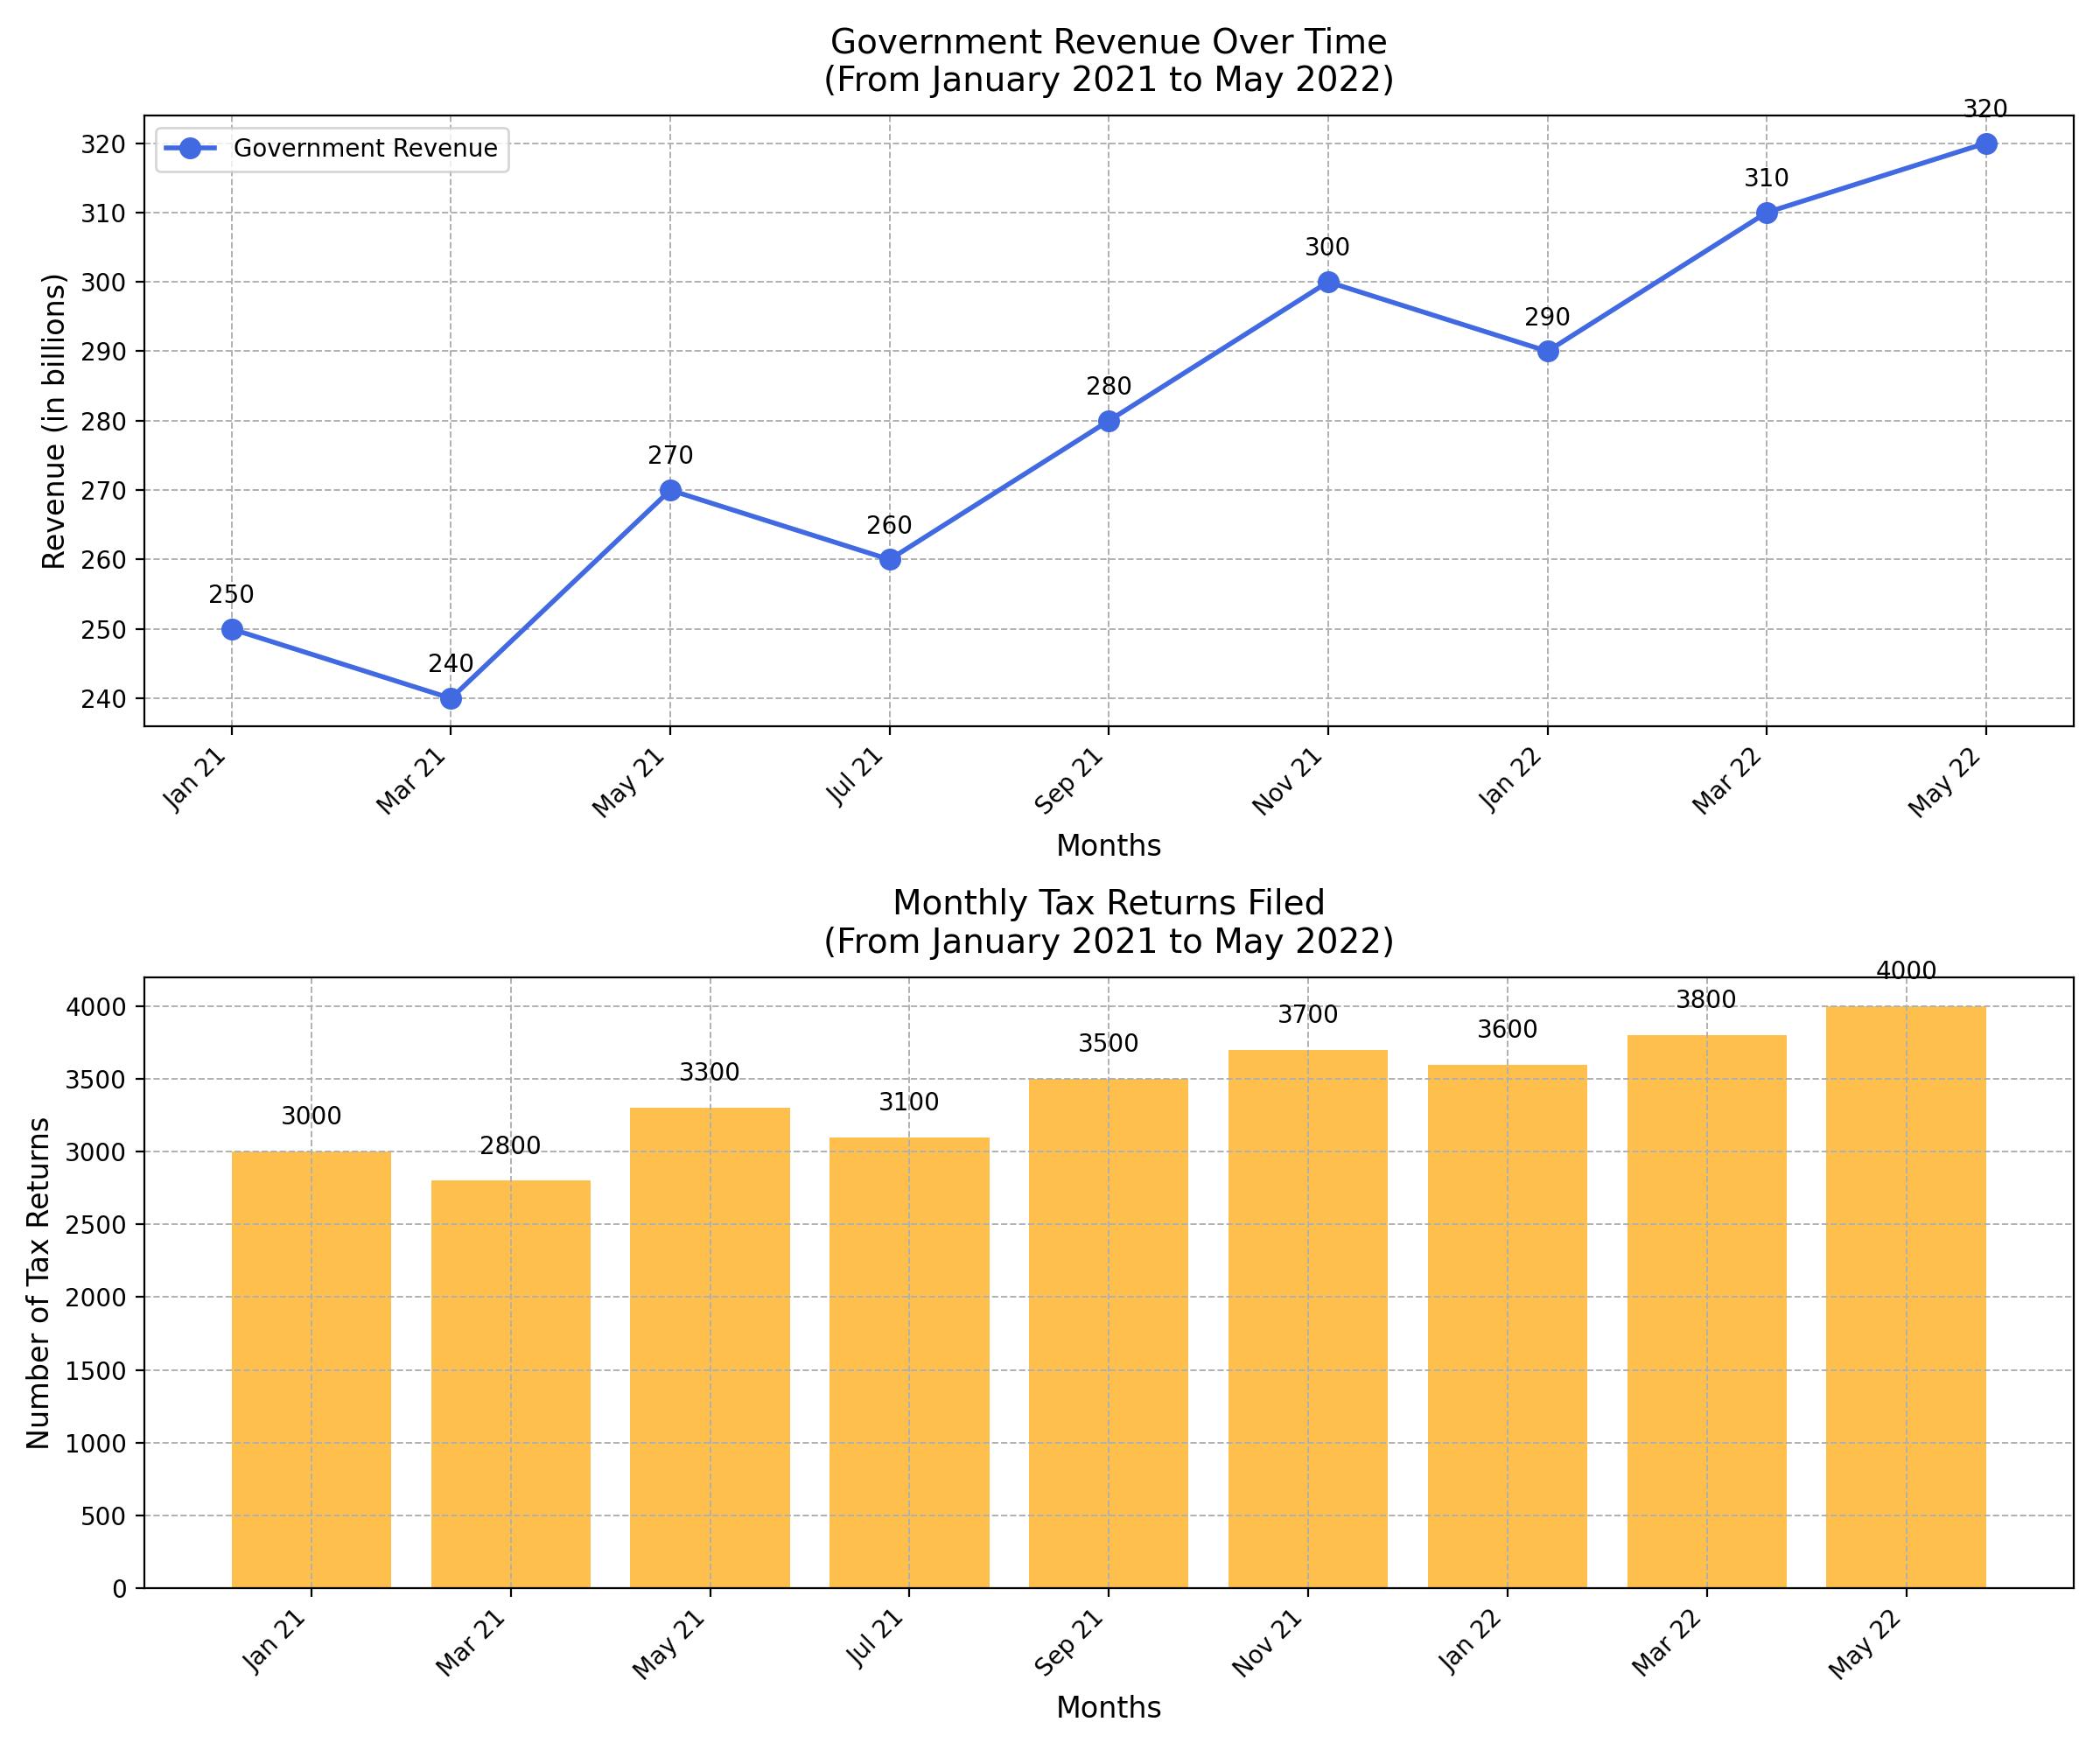 Government Revenue Over Time
(From January 2021 to May 2022)
Government Revenue
Revenue (in billions)
320
310
300
290
280
270
260
250
240
250
240
270
260
280
300
290
310
320
Jan 21
Mar 21
May 21
Jul 21
Sep 21
Nov 21
Jan 22
Mar 22
May 22
Months
Monthly Tax Returns Filed
(From January 2021 to May 2022)
Number of Tax Returns
4000
3500
3000
2500
2000
1500
1000
500
0
3000
2800
3300
3100
3500
3700
3600
3800
4000
Jan 21
Mar 21
May 21
Jul 21
Sep 21
Nov 21
Jan 22
Mar 22
May 22
Months